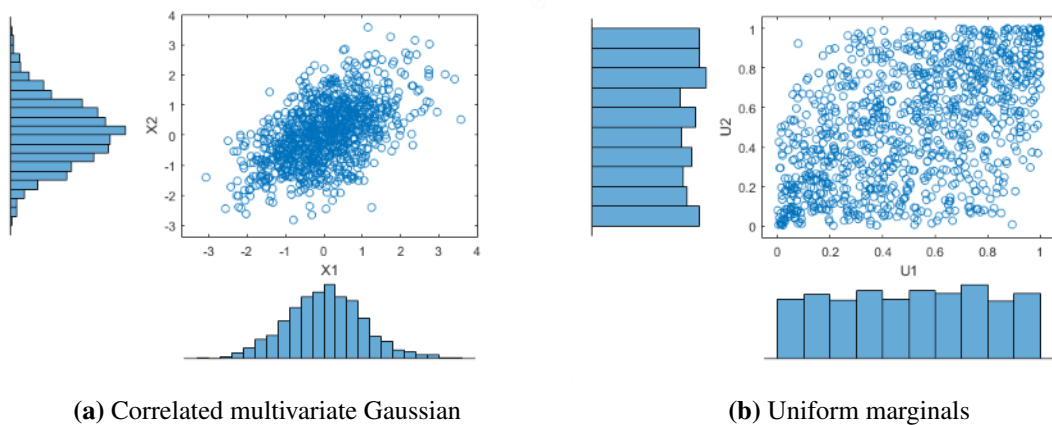 4
3
2
1
0
-1
-2
-3
X2
-3 -2 -1 0 1 2 3 4
X1
1
0.8
0.6
0.4
0.2
0
U2
0 0.2 0.4 0.6 0.8 1
U1
(a) Correlated multivariate Gaussian
(b) Uniform marginals